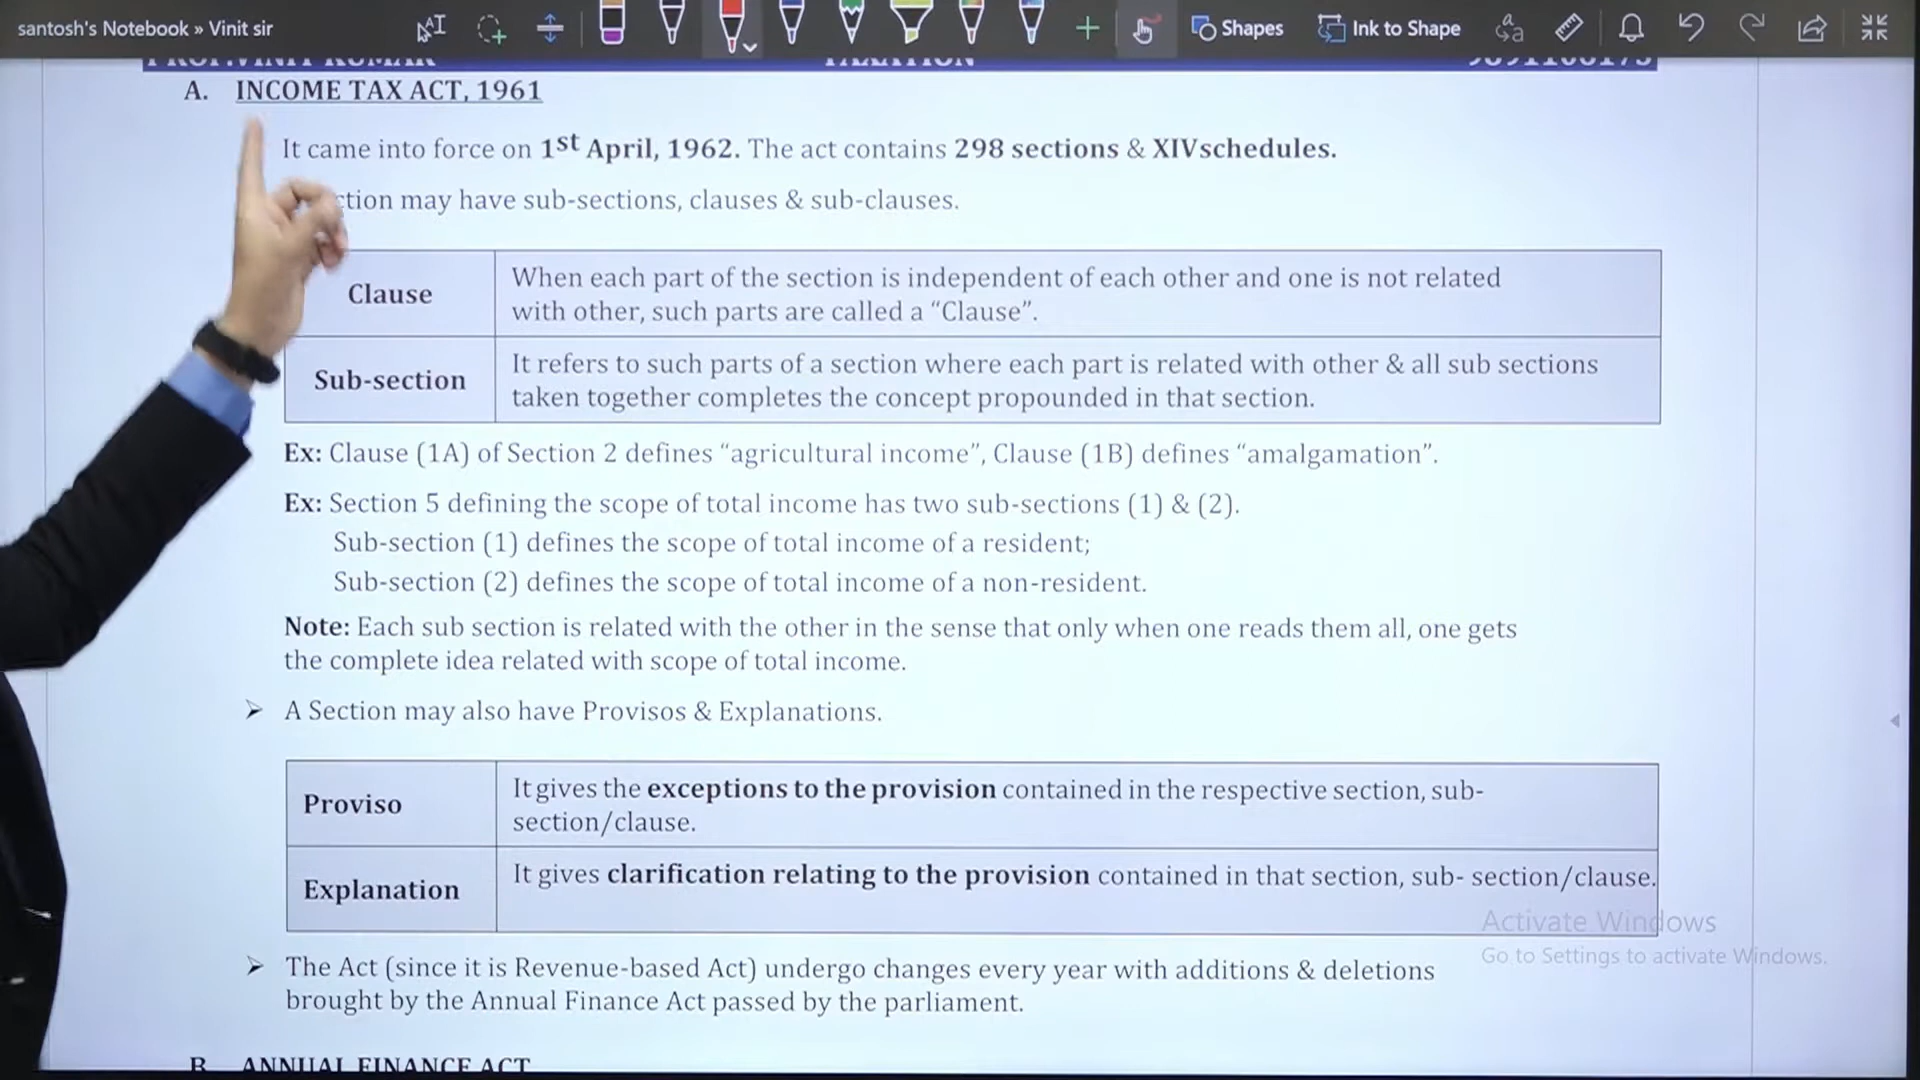 santosh's Notebook » Vinit sir
Shapes
Ink to Shape
PROF.VINIT KUMAR TAXATION
A. INCOME TAX ACT, 1961
It came into force on 1st April, 1962. The act contains 298 sections & XIVschedules.
ction may have sub-sections, clauses & sub-clauses.
Clause
When each part of the section is independent of each other and one is not related
with other, such parts are called a “Clause”.
Sub-section
It refers to such parts of a section where each part is related with other & all sub sections
taken together completes the concept propounded in that section.
Ex: Clause (1A) of Section 2 defines “agricultural income”, Clause (1B) defines “amalgamation”.
Ex: Section 5 defining the scope of total income has two sub-sections (1) & (2).
Sub-section (1) defines the scope of total income of a resident;
Sub-section (2) defines the scope of total income of a non-resident.
Note: Each sub section is related with the other in the sense that only when one reads them all, one gets
the complete idea related with scope of total income.
➢ A Section may also have Provisos & Explanations.
Proviso
It gives the exceptions to the provision contained in the respective section, sub-
section/clause.
Explanation
It gives clarification relating to the provision contained in that section, sub- section/clause.
Activate Windows
Go to Settings to activate Windows.
➢ The Act (since it is Revenue-based Act) undergo changes every year with additions & deletions
brought by the Annual Finance Act passed by the parliament.
B. ANNUAL FINANCE ACT